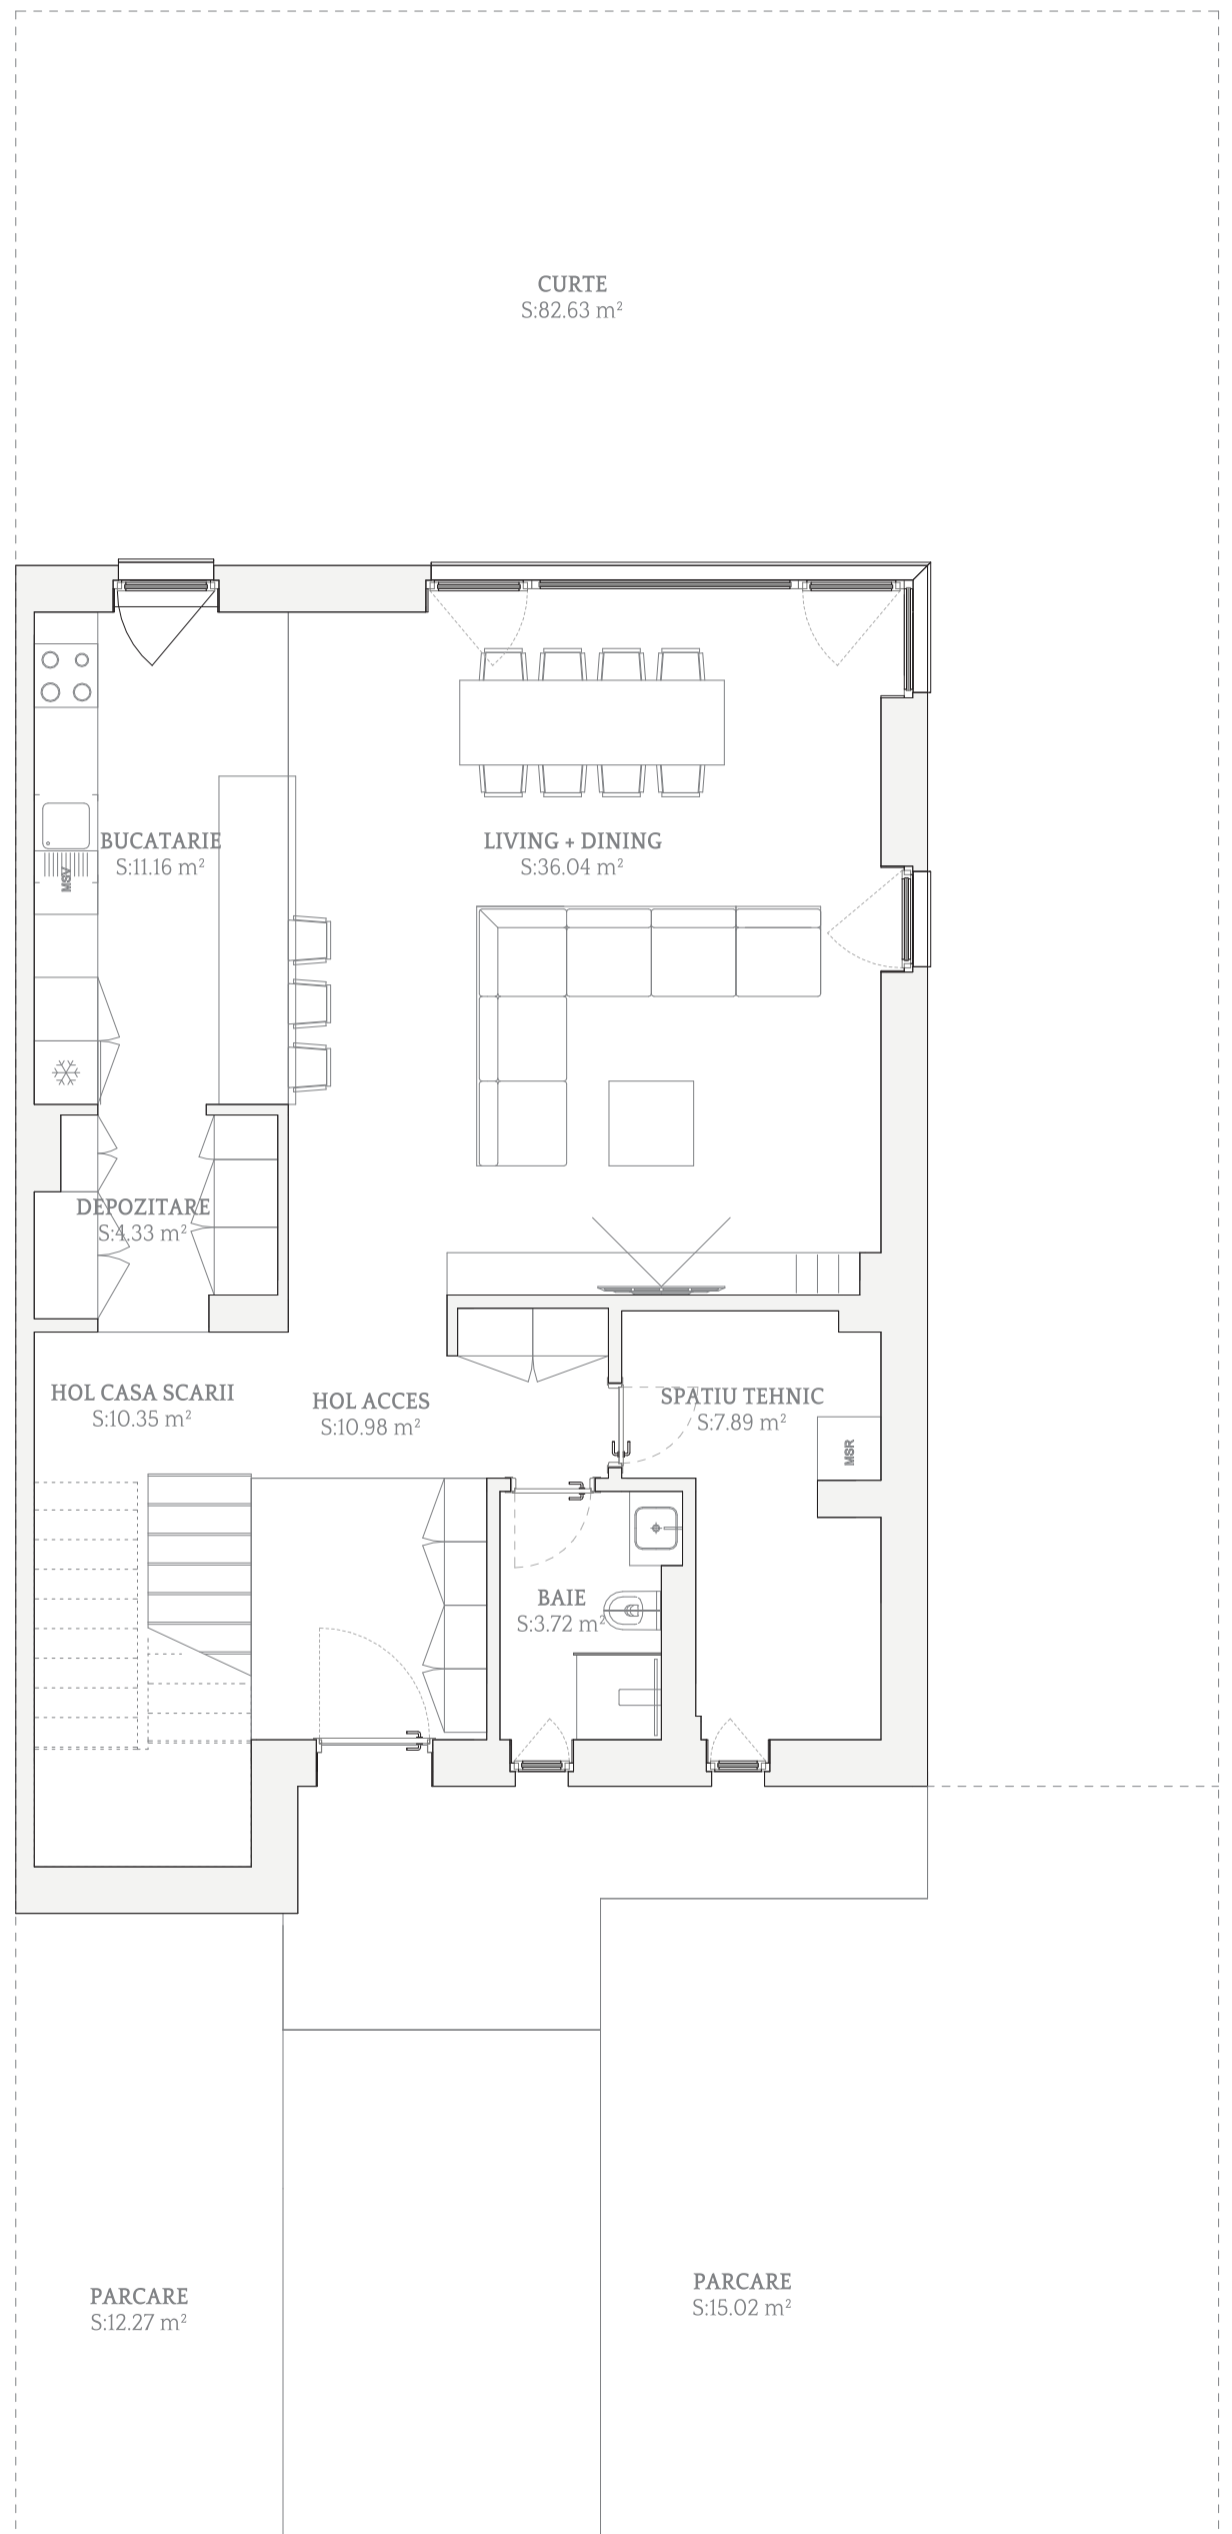 CURTE
S:82.63 m²
BUCATARIE
S:11.16 m²
MSV
LIVING + DINING
S:36.04 m²
DEPOZITARE
S:4.33 m²
HOL CASA SCARII
S:10.35 m²
HOL ACCES
S:10.98 m²
SPATIU TEHNIC
S:7.89 m²
MSR
BAIE
S:3.72 m²
PARCARE
S:12.27 m²
PARCARE
S:15.02 m²